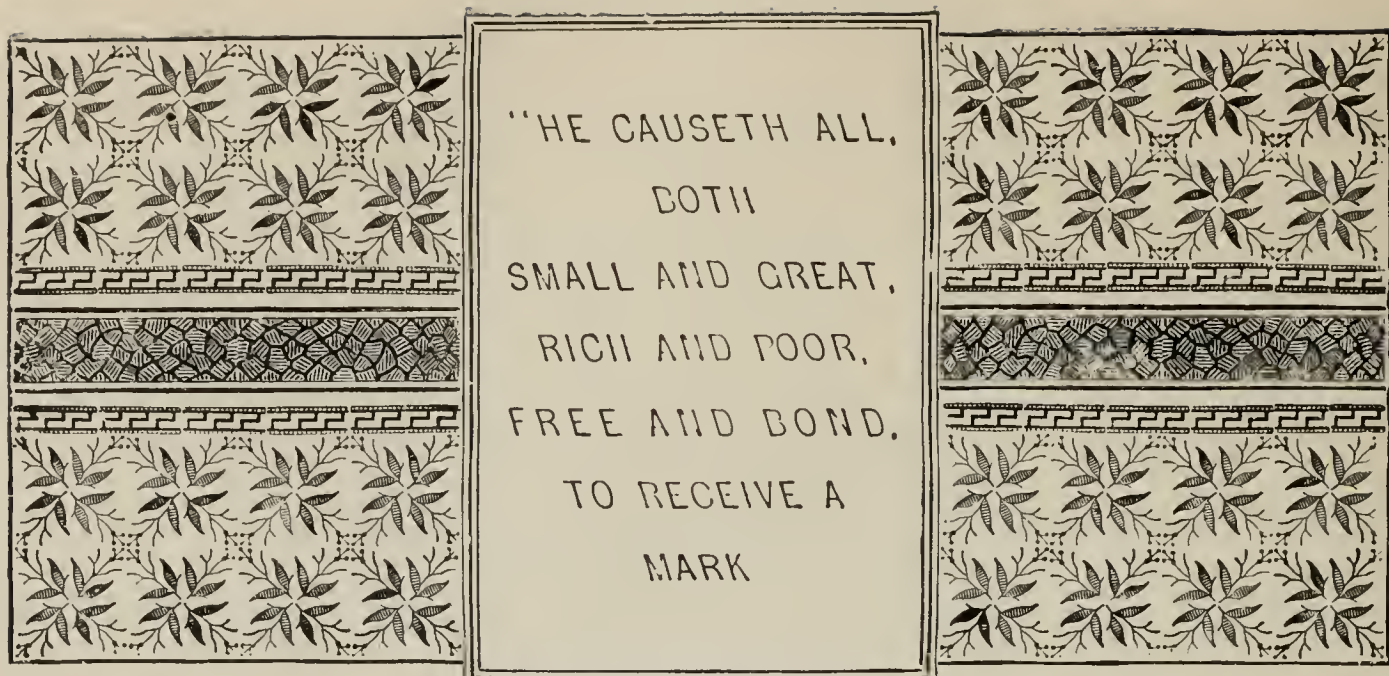 "HE CAUSETH ALL,
BOTH
SMALL AND GREAT,
RICH AND POOR,
FREE AND BOND,
TO RECEIVE A
MARK